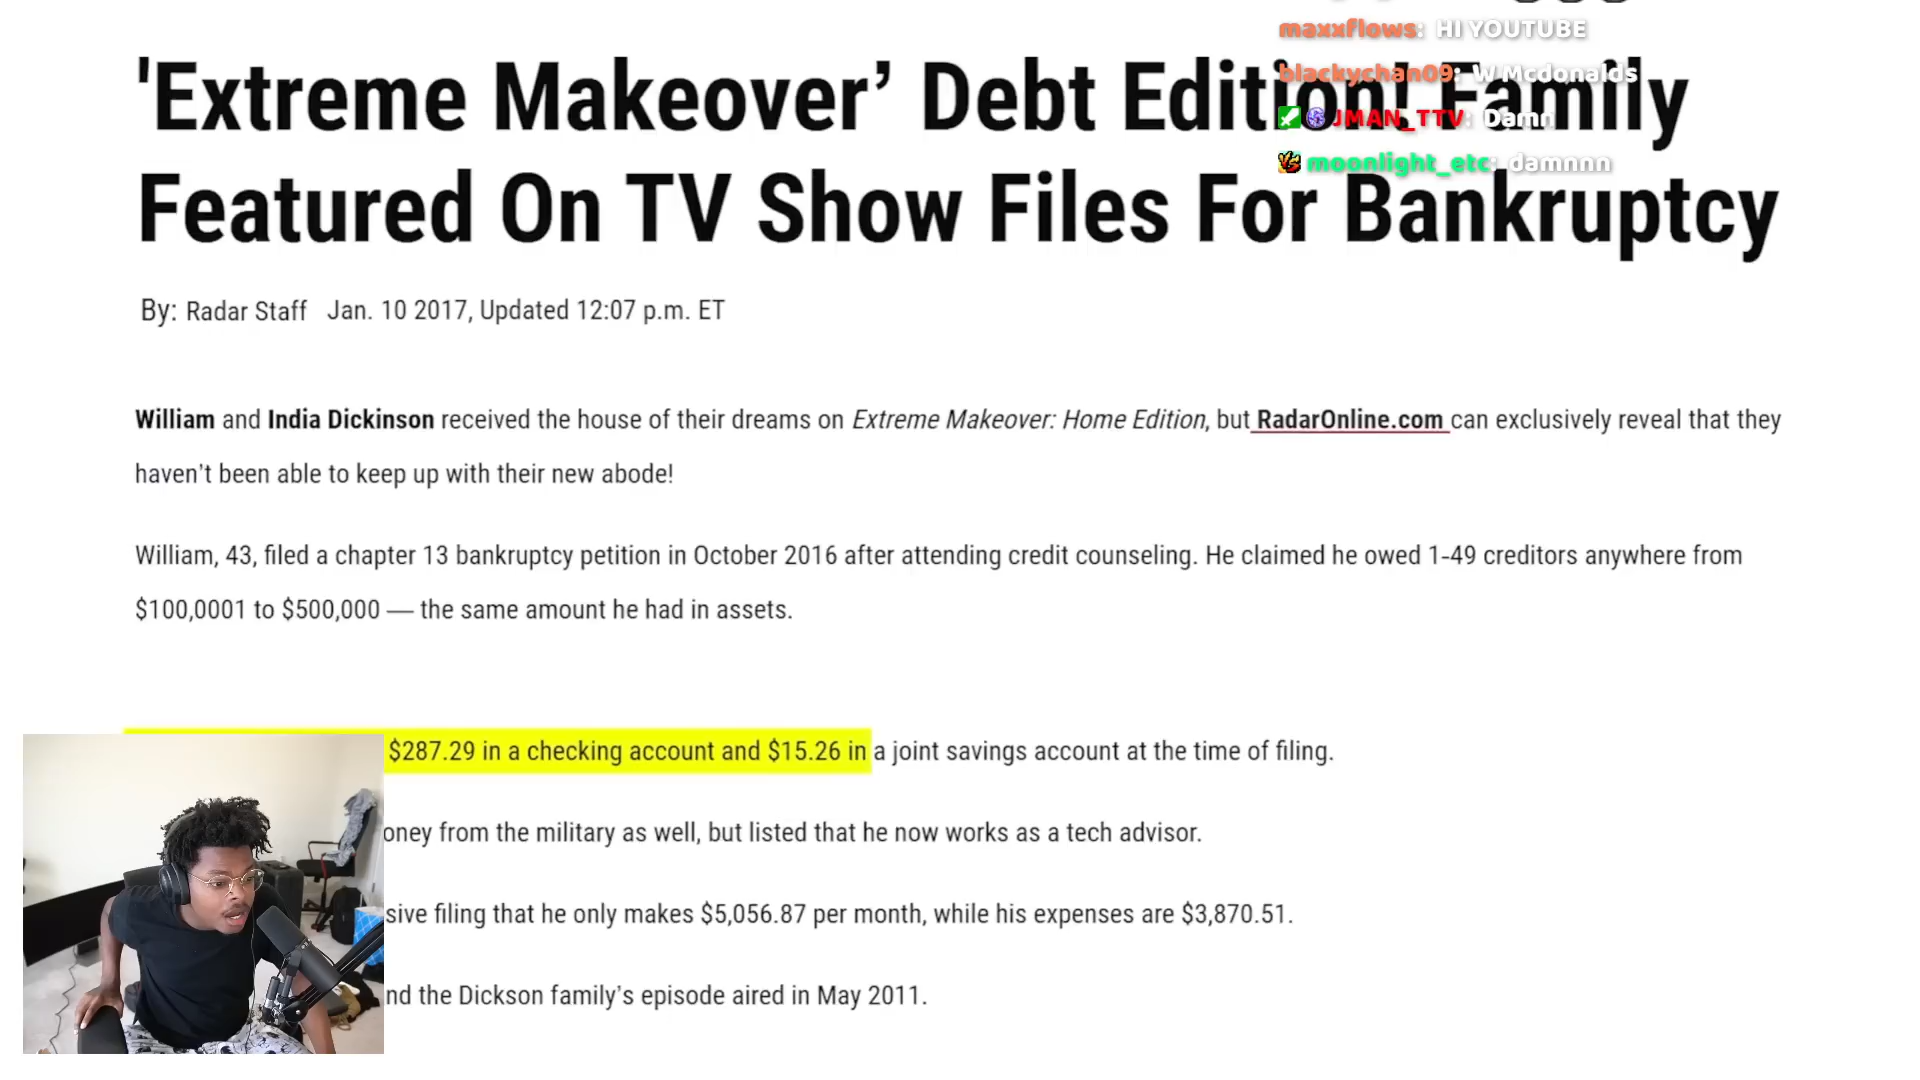 maxxflows: HI YOUTUBE
blackychan09: W Mcdonalds
JMAN_TTV: Damn
moonlight_etc: damnnn
'Extreme Makeover’ Debt Edition! Family
Featured On TV Show Files For Bankruptcy
By: Radar Staff Jan. 10 2017, Updated 12:07 p.m. ET
William and India Dickinson received the house of their dreams on Extreme Makeover: Home Edition, but RadarOnline.com can exclusively reveal that they
haven’t been able to keep up with their new abode!
William, 43, filed a chapter 13 bankruptcy petition in October 2016 after attending credit counseling. He claimed he owed 1-49 creditors anywhere from
$100,0001 to $500,000 — the same amount he had in assets.
$287.29 in a checking account and $15.26 in a joint savings account at the time of filing.
oney from the military as well, but listed that he now works as a tech advisor.
sive filing that he only makes $5,056.87 per month, while his expenses are $3,870.51.
nd the Dickson family’s episode aired in May 2011.